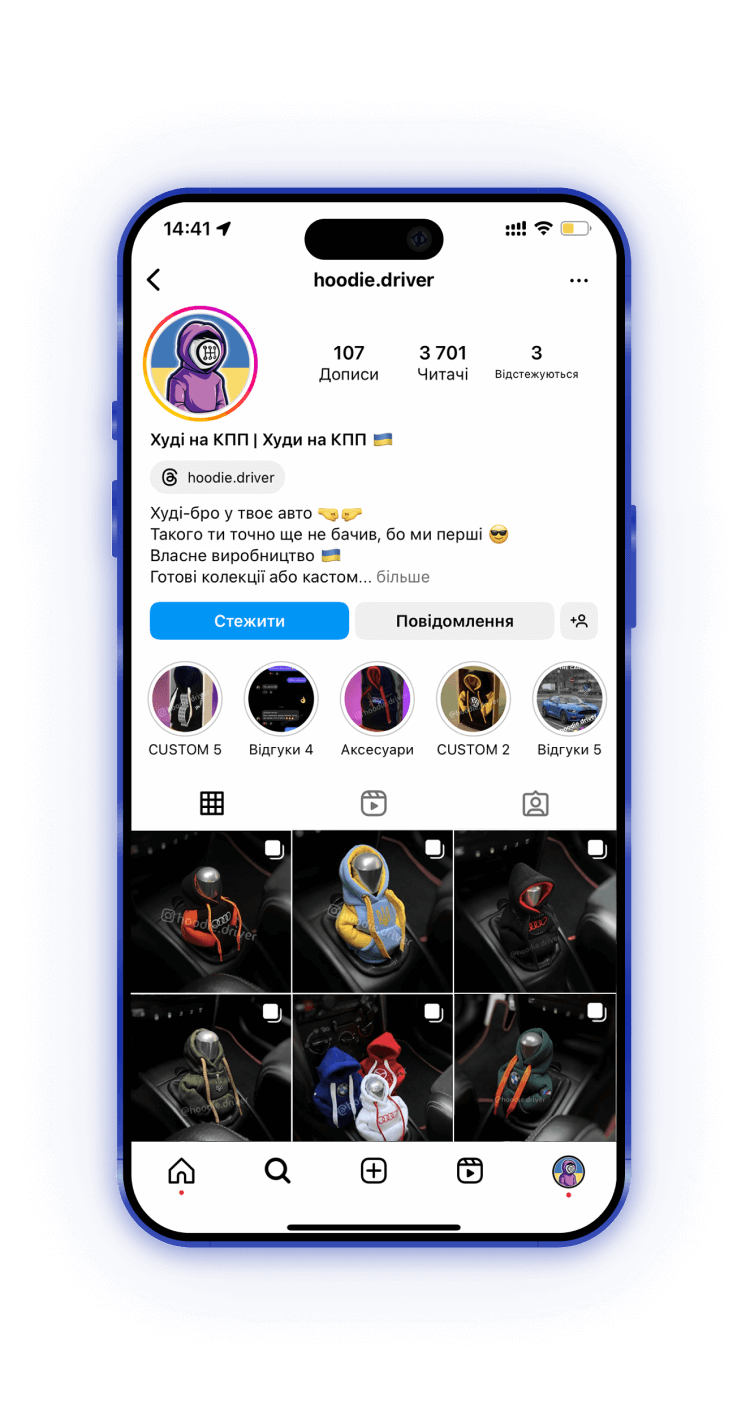 14:41
hoodie.driver
107
3 701
3
Дописи
Читачі
Відстежуються
Худі на КПП | Худи на КПП 🇺🇦
hoodie.driver
Худі-бро у твоє авто 🤜🤛
Такого ти точно ще не бачив, бо ми перші 😎
Власне виробництво 🇺🇦
Готові колекції або кастом... більше
Стежити
Повідомлення
CUSTOM 5
Відгуки 4
Аксесуари
CUSTOM 2
Відгуки 5
@hoodie.driver
@hoodie.driver
@hoodie.driver